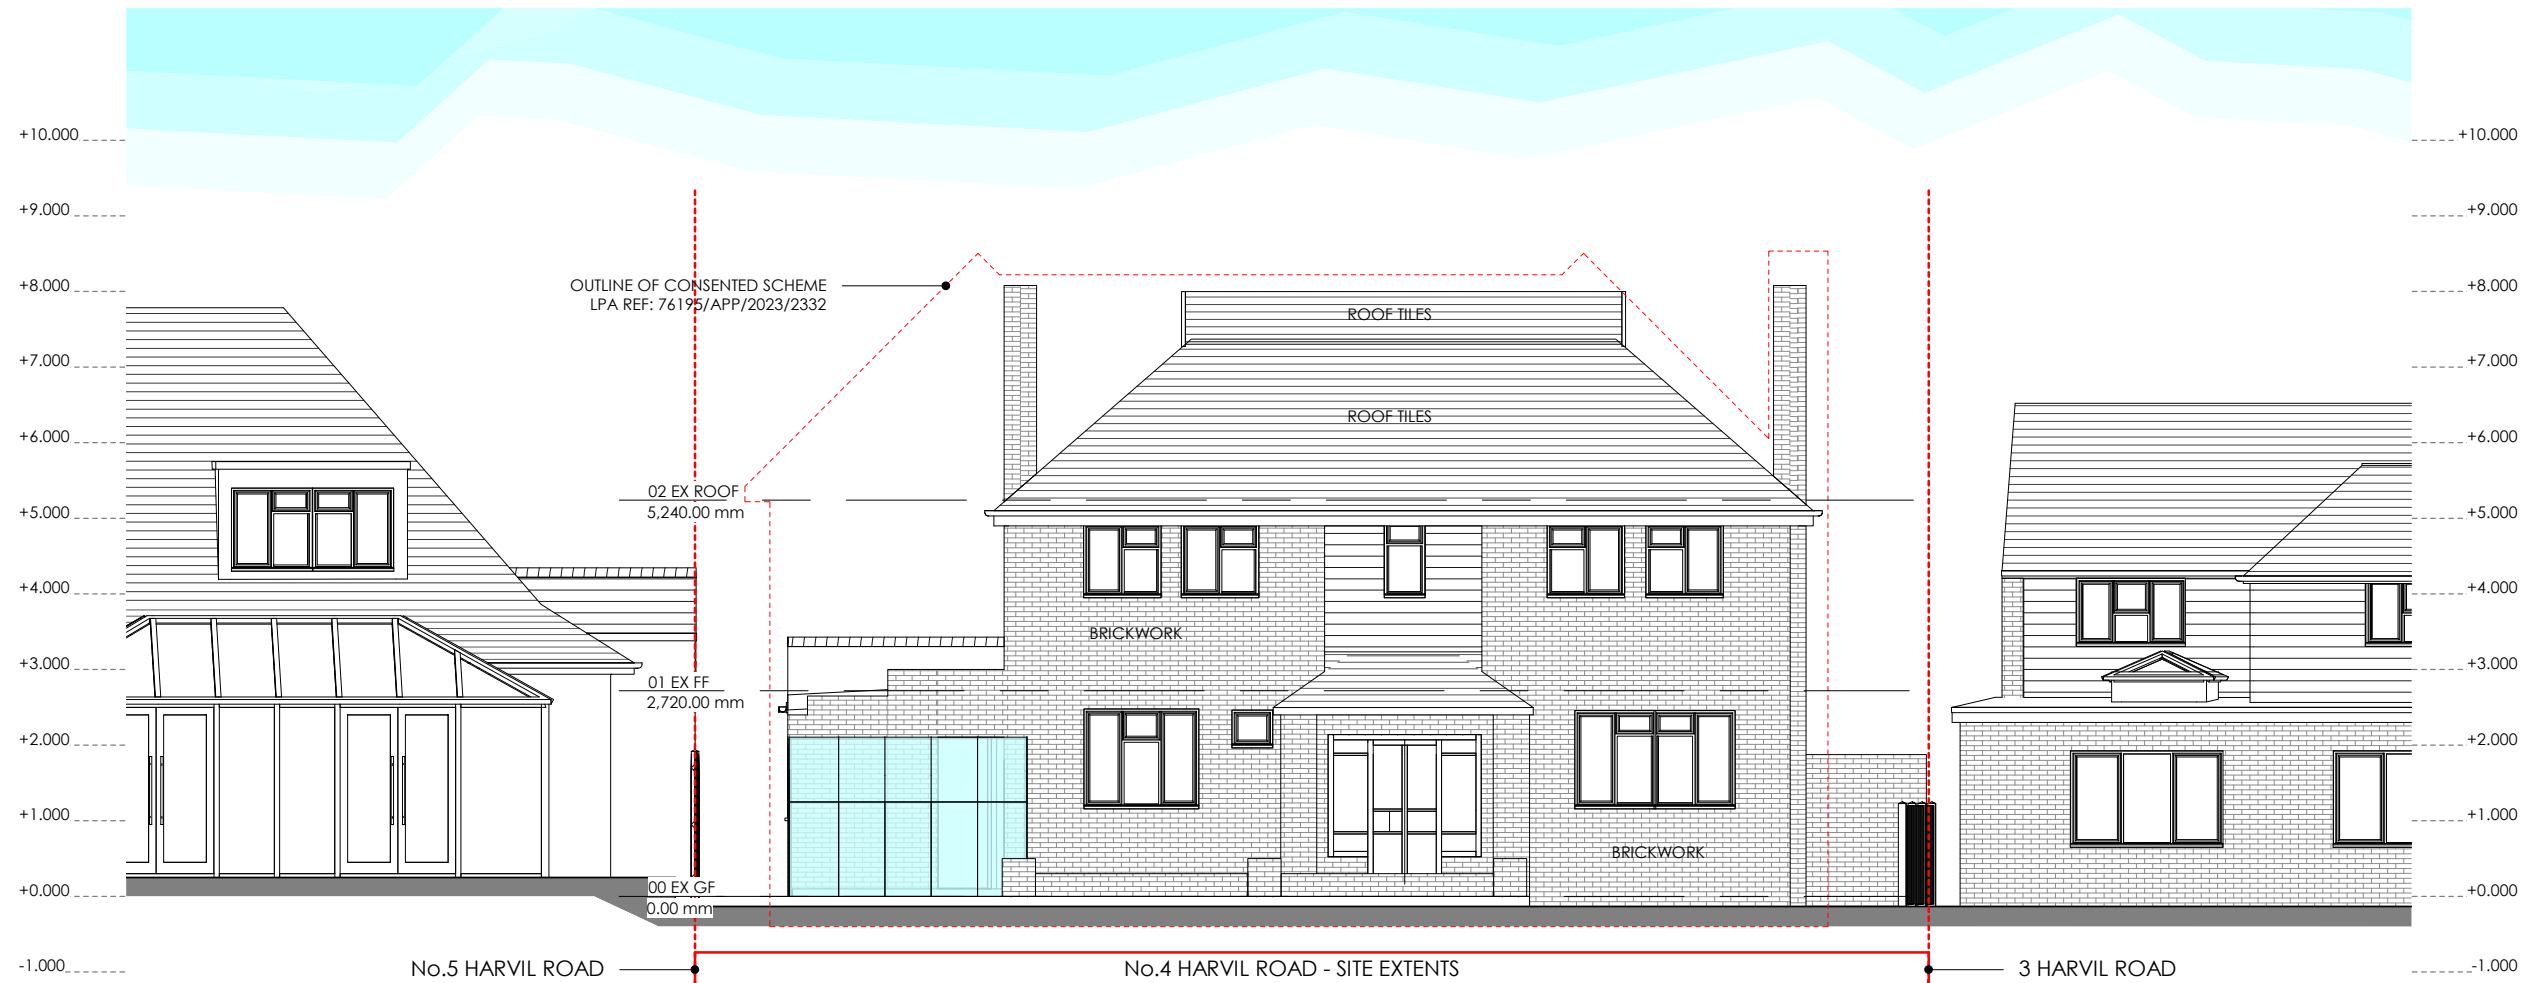 +10.000
+10.000
+9.000
+9.000
OUTLINE OF CONSENTED SCHEME
LPA REF: 76195/APP/2023/2332
+8.000
+8.000
ROOF TILES
+7.000
+7.000
ROOF TILES
+6.000
+6.000
02 EX ROOF
5,240.00 mm
+5.000
+5.000
+4.000
+4.000
BRICKWORK
+3.000
+3.000
01 EX FF
2,720.00 mm
+2.000
+2.000
+1.000
+1.000
BRICKWORK
00 EX GF
0.00 mm
+0.000
+0.000
-1.000
No.5 HARVIL ROAD
No.4 HARVIL ROAD - SITE EXTENTS
3 HARVIL ROAD
-1.000